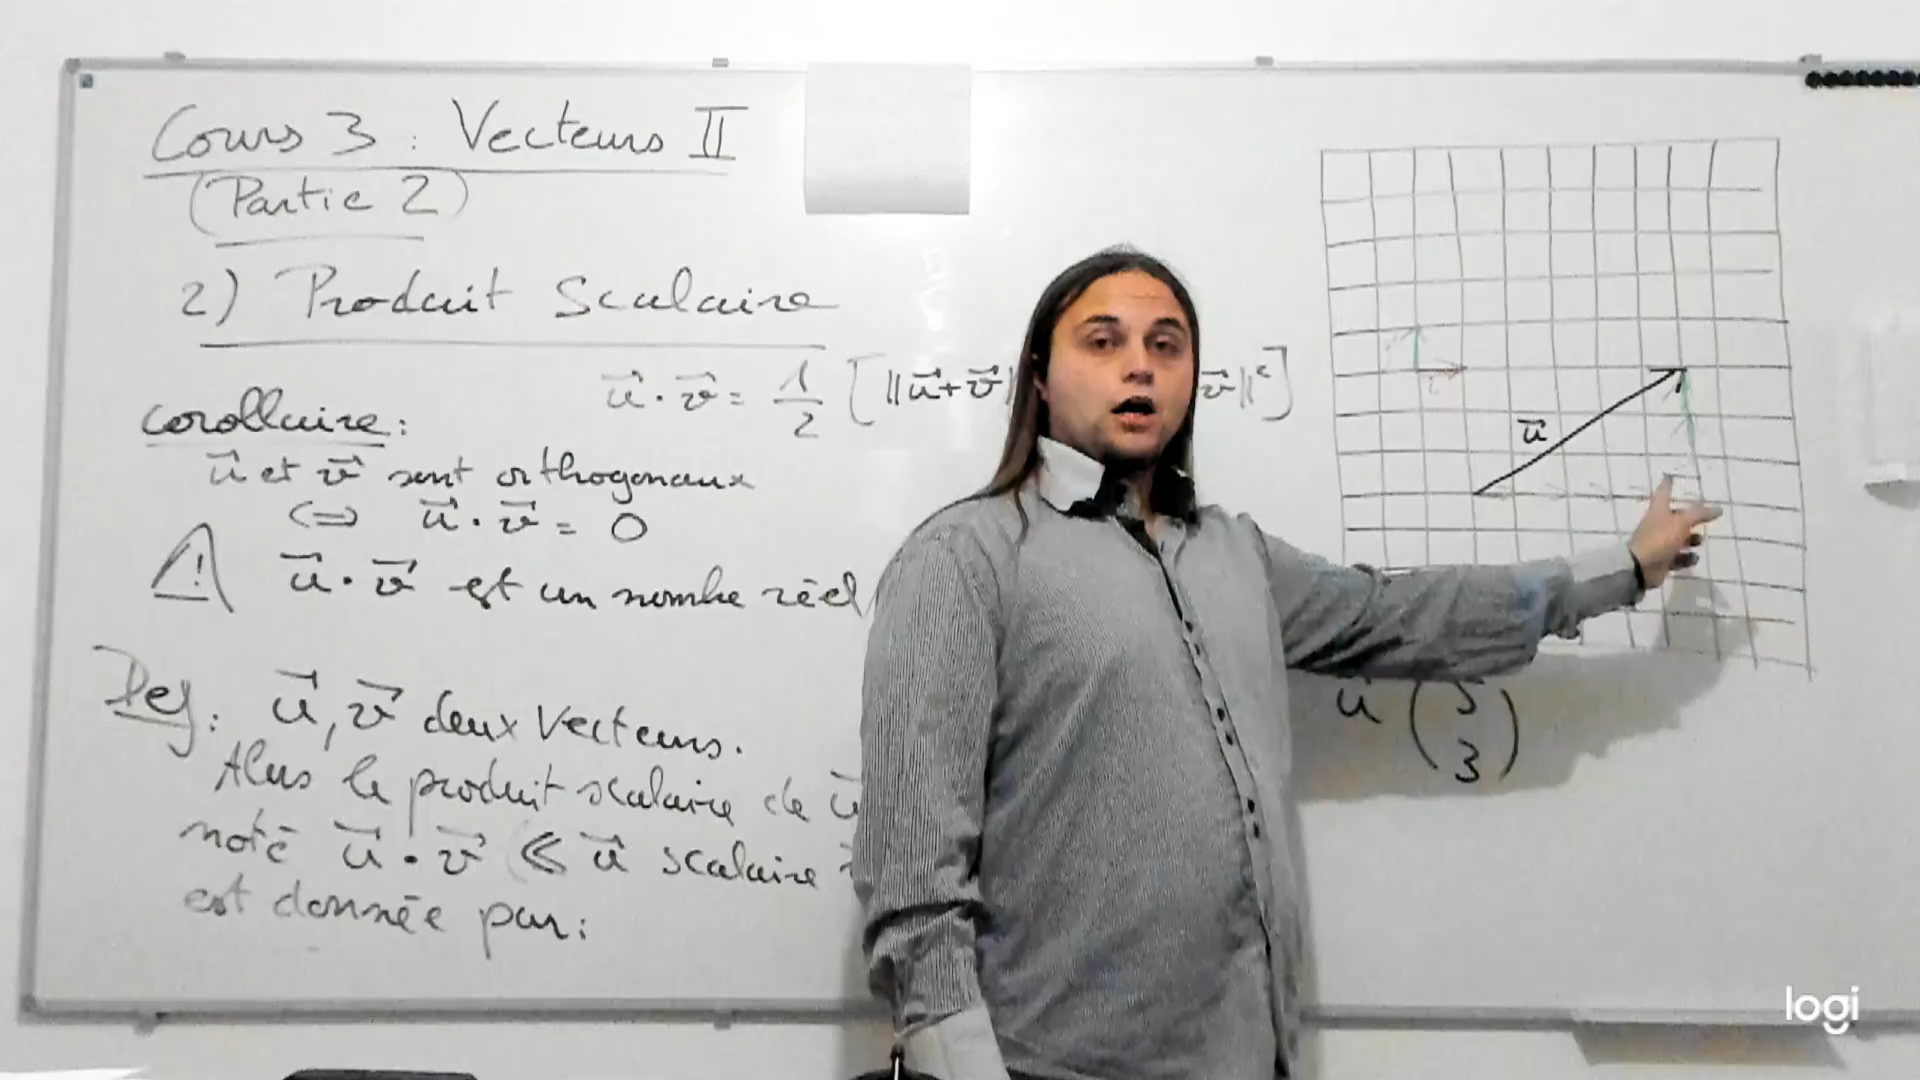 Cours 3 : Vecteurs II
(Partie 2)
2) Produit Scalaire
u⃗ · v⃗ = 1/2 [ ||u⃗+v⃗| v⃗||² ]
corollaire :
u⃗ et v⃗ sont orthogonaux
⇔ u⃗ · v⃗ = 0
⚠ u⃗ · v⃗ est un nombre réel
Def : u⃗, v⃗ deux vecteurs.
Alors le produit scalaire de u⃗
noté u⃗ · v⃗ « u⃗ scalaire
est donnée par :
i⃗
u⃗
u⃗ (5
3)
logi